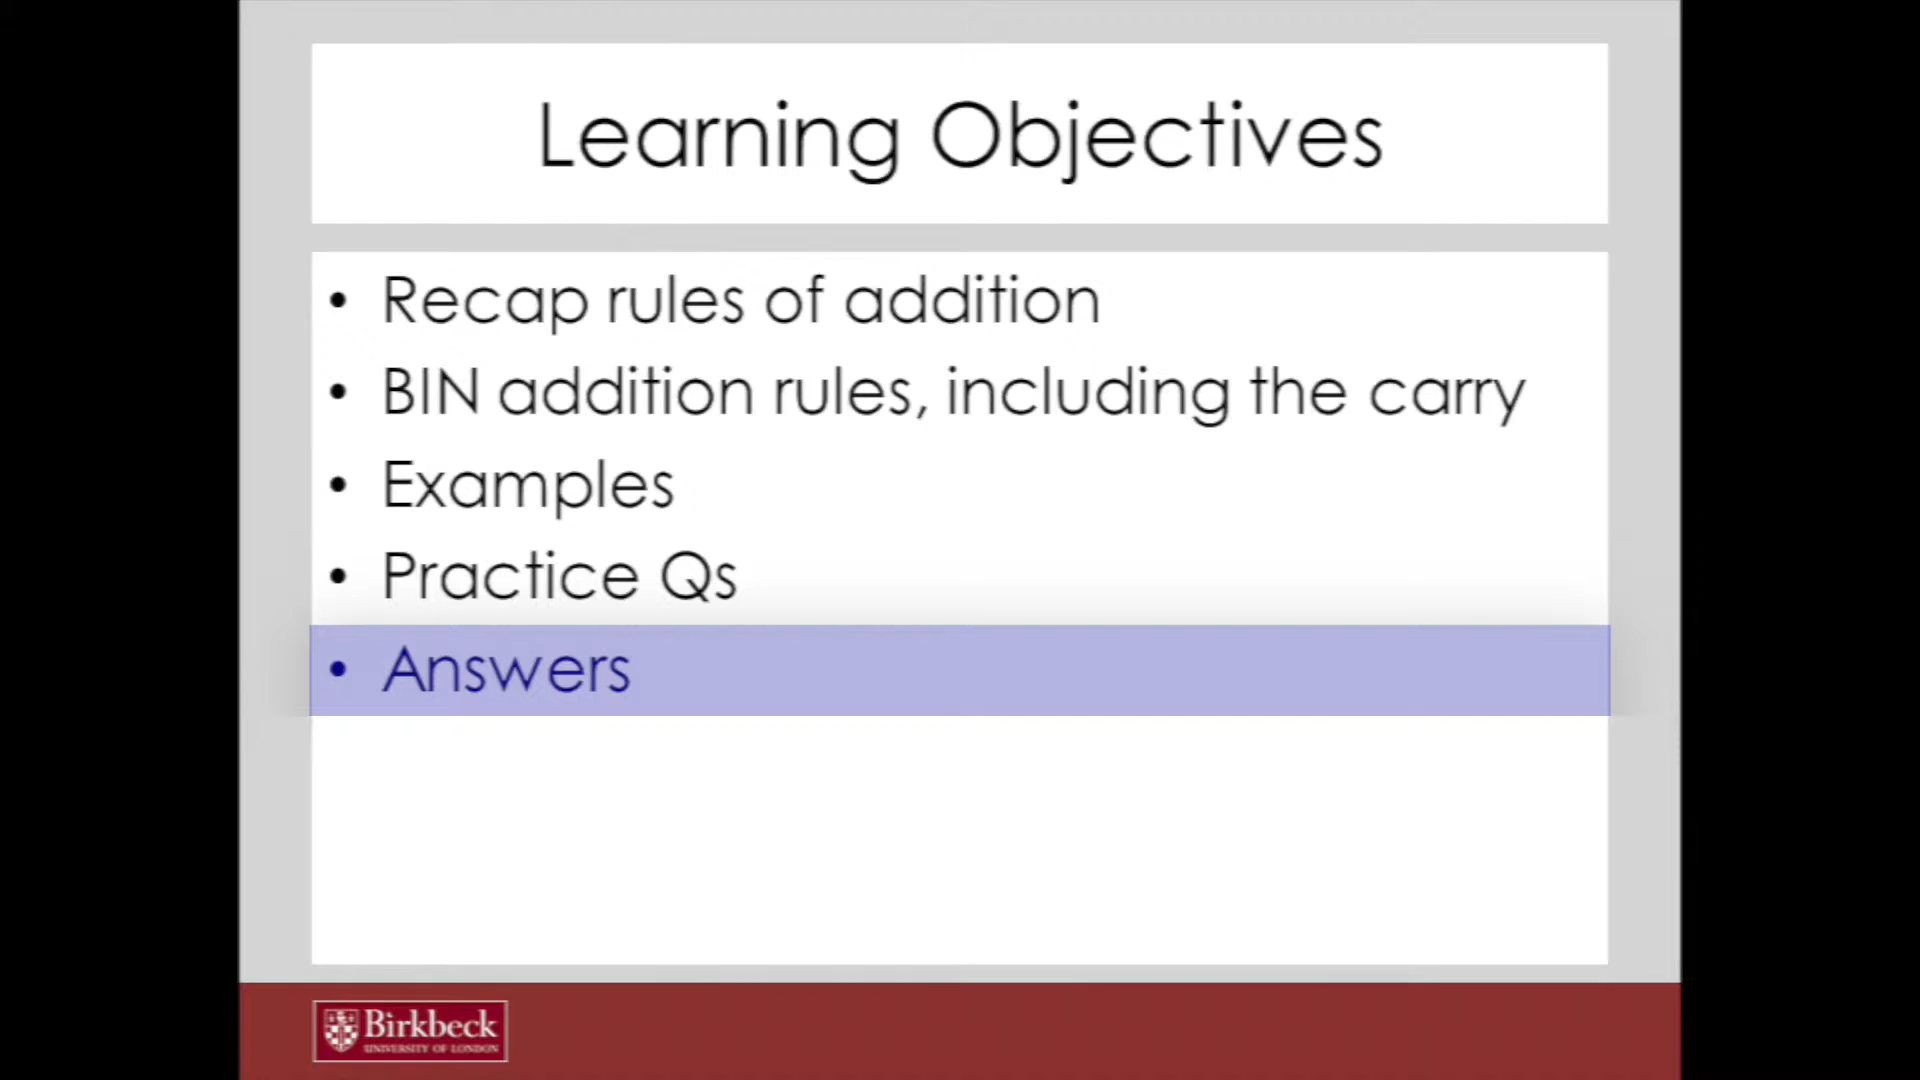 Learning Objectives
• Recap rules of addition
• BIN addition rules, including the carry
• Examples
• Practice Qs
• Answers
Birkbeck
UNIVERSITY OF LONDON